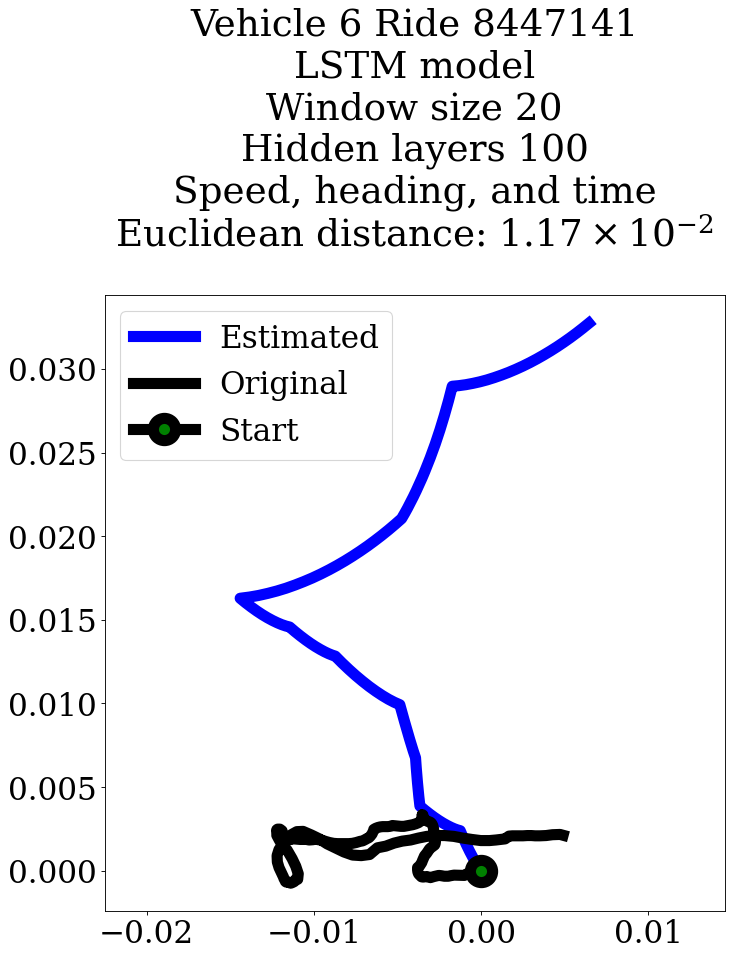 Vehicle 6 Ride 8447141
LSTM model
Window size 20
Hidden layers 100
Speed, heading, and time
Euclidean distance: 1.17 × 10⁻²
Estimated
Original
Start
0.030
0.025
0.020
0.015
0.010
0.005
0.000
−0.02 −0.01 0.00 0.01